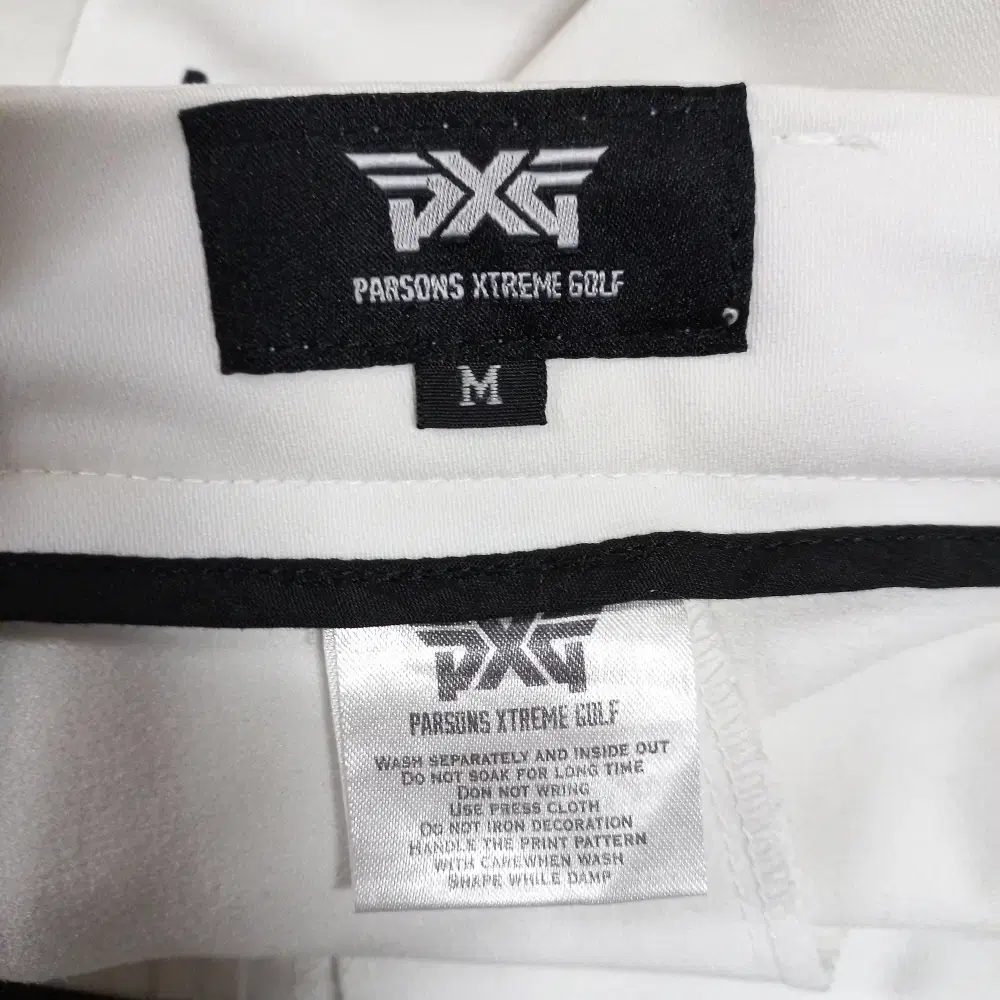 PXG
PARSONS XTREME GOLF
M
PXG
PARSONS XTREME GOLF
WASH SEPARATELY AND INSIDE OUT
DO NOT SOAK FOR LONG TIME
DON NOT WRING
USE PRESS CLOTH
DO NOT IRON DECORATION
HANDLE THE PRINT PATTERN
WITH CAREWHEN WASH
SHAPE WHILE DAMP